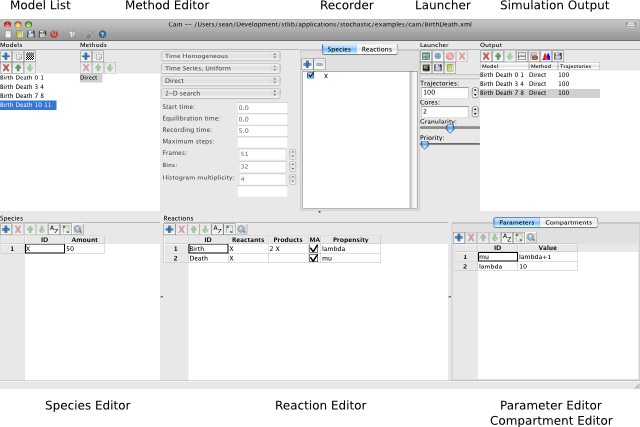 Model List Method Editor Recorder Launcher Simulation Output
Cain -- /Users/sean/Development/stlib/applications/stochastic/examples/cain/BirthDeath.xml
Models
Methods
Birth Death 0 1
Birth Death 3 4
Birth Death 7 8
Birth Death 10 11
Direct
Time Homogeneous
Time Series, Uniform
Direct
2-D search
Start time: 0.0
Equilibration time: 0.0
Recording time: 5.0
Maximum steps:
Frames: 51
Bins: 32
Histogram multiplicity: 4
Species Reactions
X
Launcher
Trajectories:
100
Cores:
2
Granularity:
Priority:
Output
Model Method Trajectories
Birth Death 0 1 Direct 100
Birth Death 3 4 Direct 100
Birth Death 7 8 Direct 100
Species
ID Amount
1 X 50
Reactions
ID Reactants Products MA Propensity
1 Birth X 2 X lambda
2 Death X mu
Parameters Compartments
ID Value
1 mu lambda+1
2 lambda 10
Species Editor Reaction Editor Parameter Editor
Compartment Editor